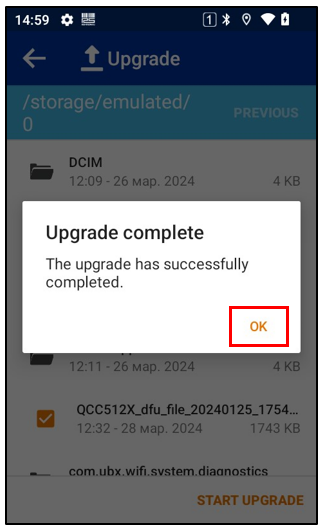 14:59 1
Upgrade
/storage/emulated/
0
PREVIOUS
DCIM
12:09 - 26 мар. 2024 4 KB
Upgrade complete
The upgrade has successfully
completed.
OK
12:11 - 26 мар. 2024 4 KB
QCC512X_dfu_file_20240125_1754...
12:32 - 28 мар. 2024 1743 KB
com.ubx.wifi.system.diagnostics
START UPGRADE